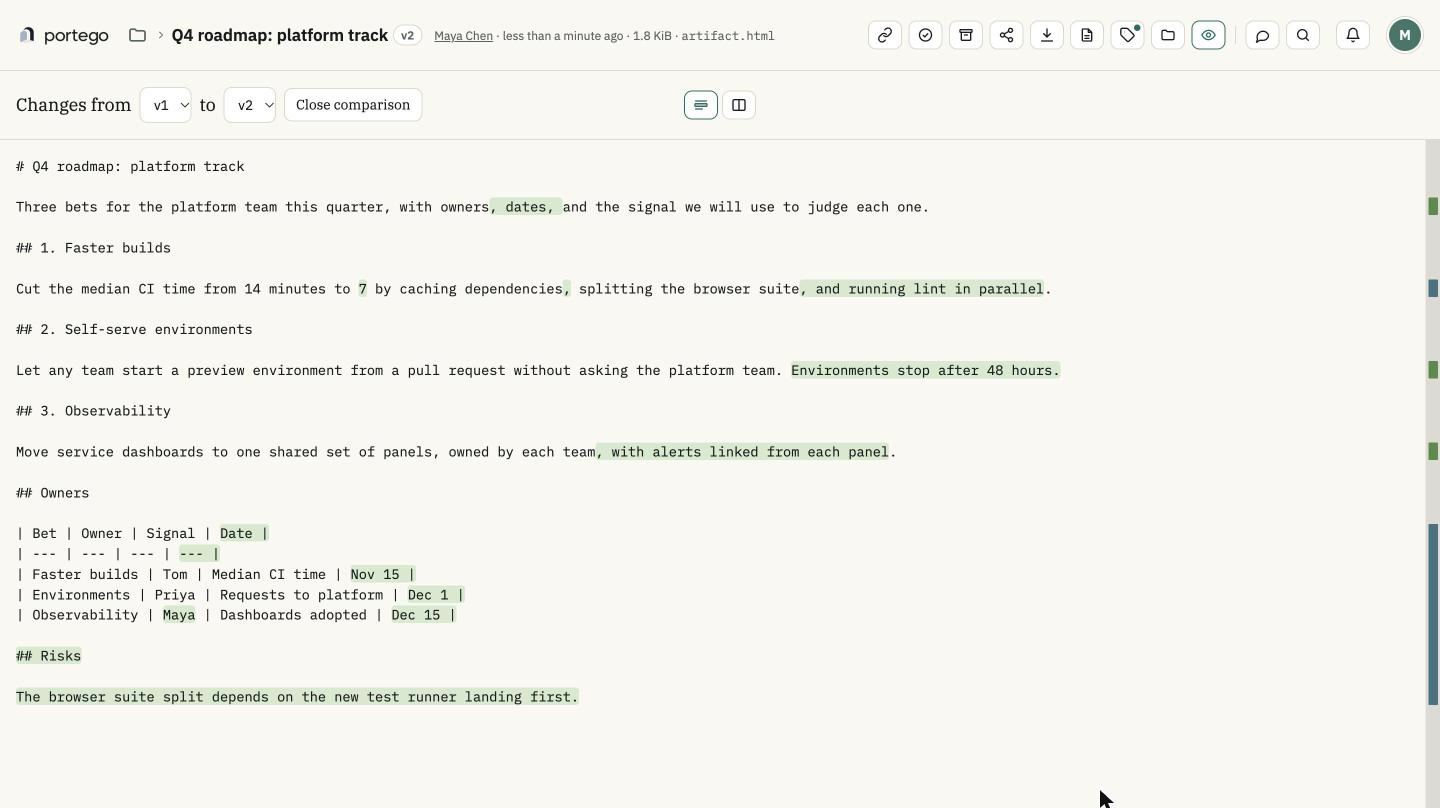 portego
Q4 roadmap: platform track v2 Maya Chen · less than a minute ago · 1.8 KiB · artifact.html
M
Changes from v1 to v2 Close comparison
# Q4 roadmap: platform track
Three bets for the platform team this quarter, with owners, dates, and the signal we will use to judge each one.
## 1. Faster builds
Cut the median CI time from 14 minutes to 7 by caching dependencies, splitting the browser suite, and running lint in parallel.
## 2. Self-serve environments
Let any team start a preview environment from a pull request without asking the platform team. Environments stop after 48 hours.
## 3. Observability
Move service dashboards to one shared set of panels, owned by each team, with alerts linked from each panel.
## Owners
| Bet | Owner | Signal | Date |
| --- | --- | --- | --- |
| Faster builds | Tom | Median CI time | Nov 15 |
| Environments | Priya | Requests to platform | Dec 1 |
| Observability | Maya | Dashboards adopted | Dec 15 |
## Risks
The browser suite split depends on the new test runner landing first.